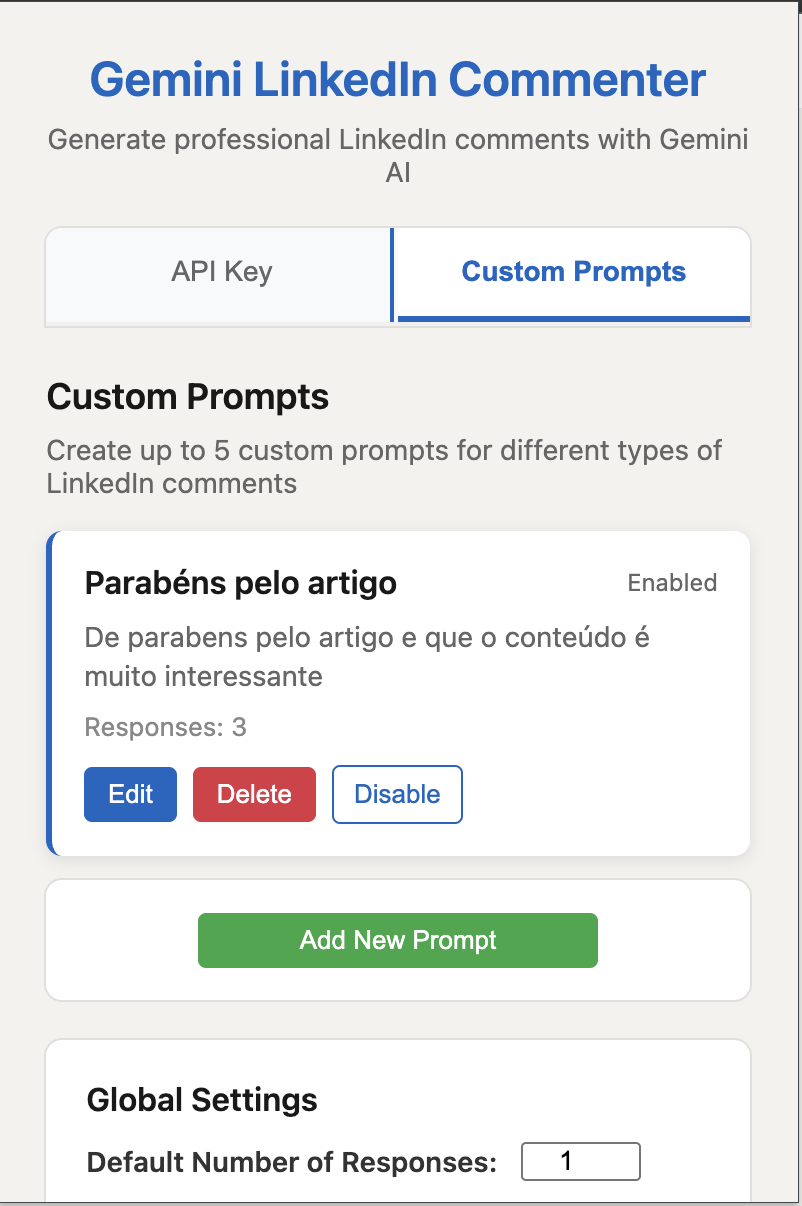 Gemini LinkedIn Commenter
Generate professional LinkedIn comments with Gemini
AI
API Key
Custom Prompts
Custom Prompts
Create up to 5 custom prompts for different types of
LinkedIn comments
Parabéns pelo artigo
Enabled
De parabens pelo artigo e que o conteúdo é
muito interessante
Responses: 3
Edit
Delete
Disable
Add New Prompt
Global Settings
Default Number of Responses:
1